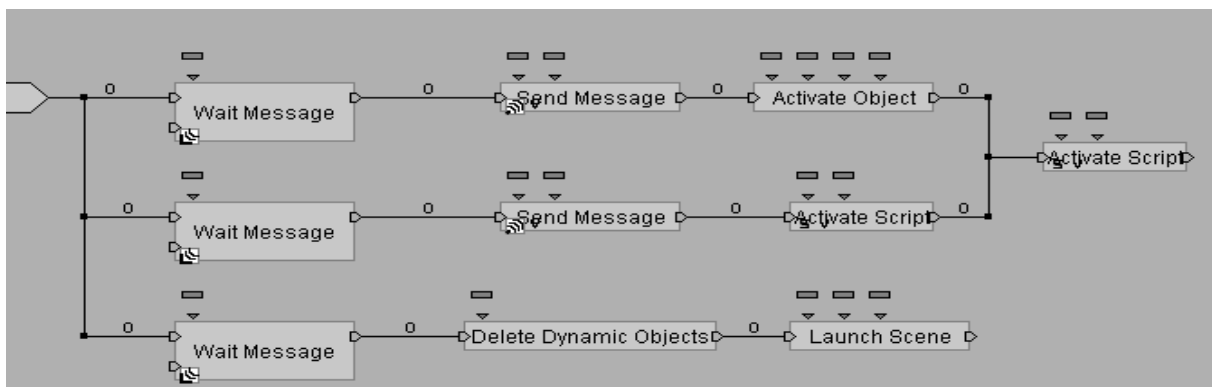 0 Wait Message 0 Send Message 0 Activate Object 0
Activate Script
0 Wait Message 0 Send Message 0 Activate Script 0
0 Wait Message 0 Delete Dynamic Objects 0 Launch Scene